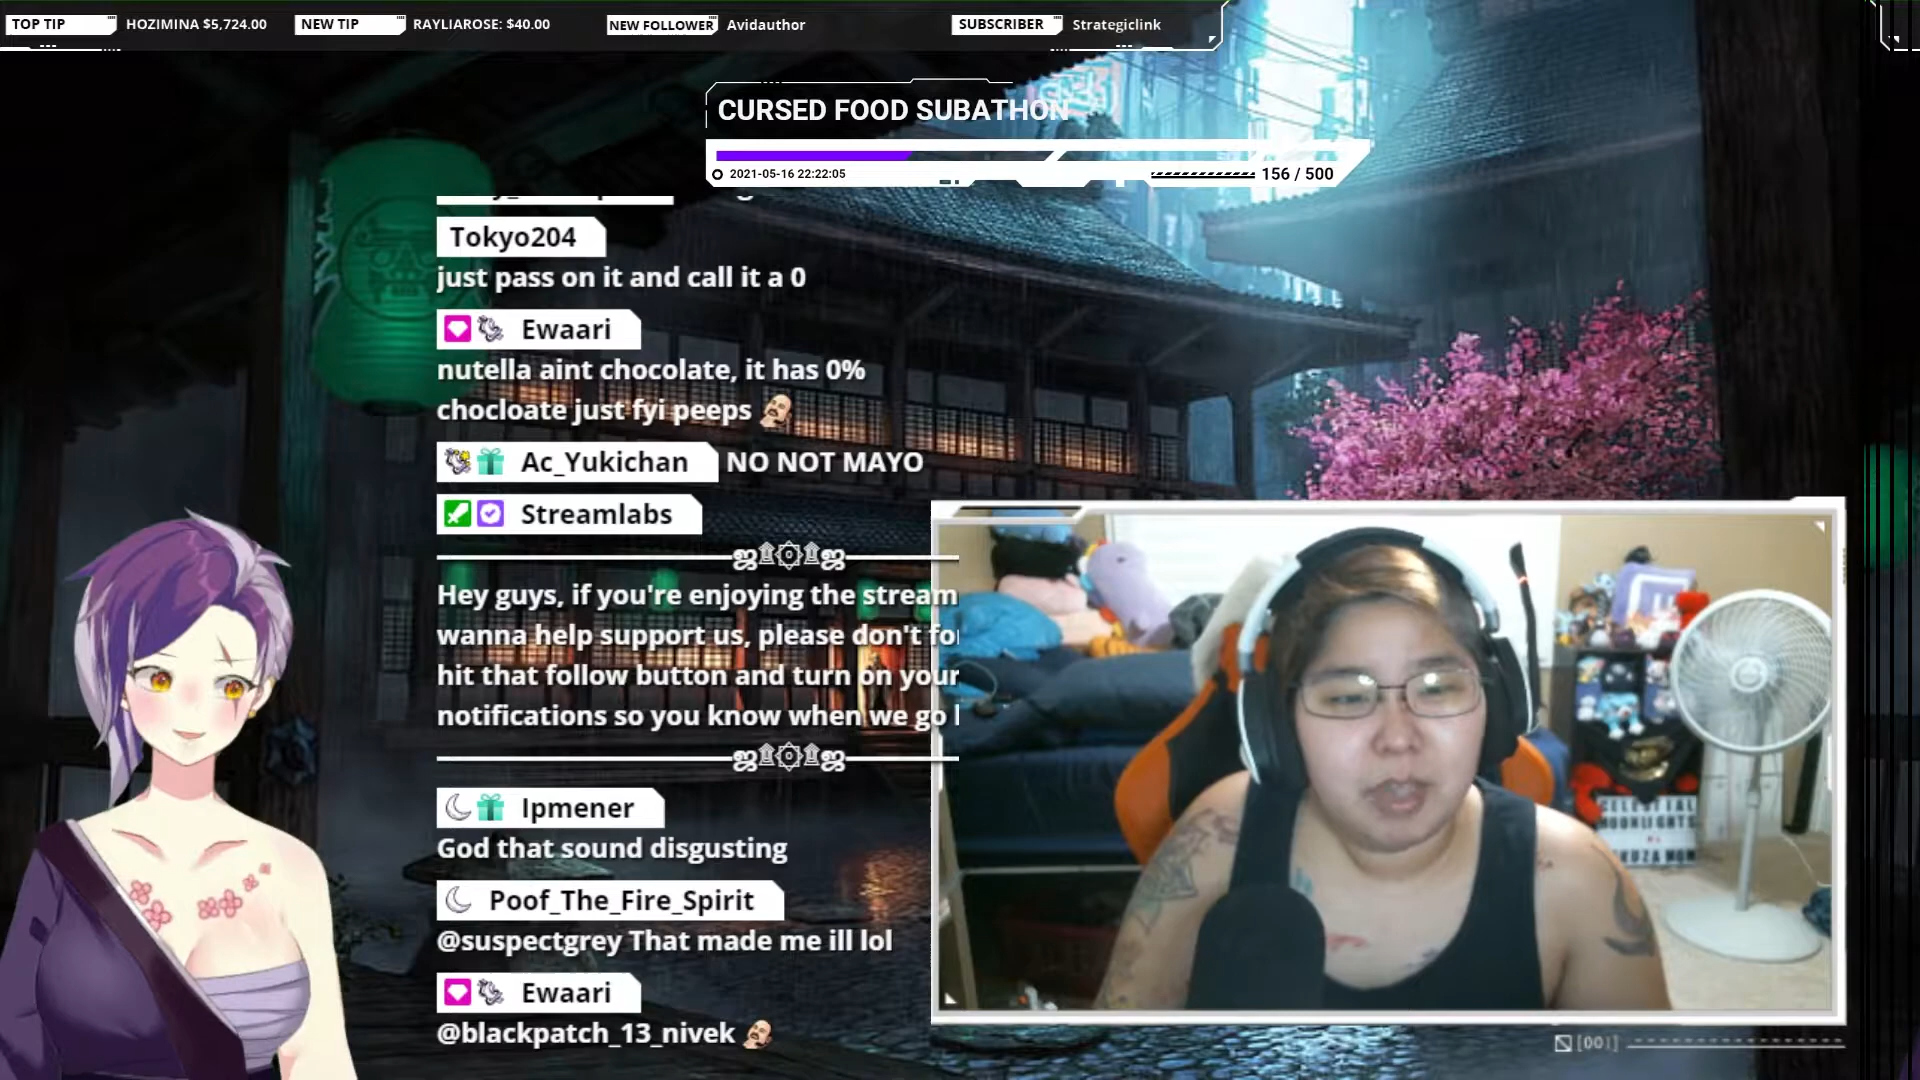 TOP TIP HOZIMINA $5,724.00 NEW TIP RAYLIAROSE: $40.00 NEW FOLLOWER Avidauthor SUBSCRIBER Strategiclink
CURSED FOOD SUBATHON
2021-05-16 22:22:05 156 / 500
Tokyo204
just pass on it and call it a 0
Ewaari
nutella aint chocolate, it has 0%
chocloate just fyi peeps
Ac_Yukichan NO NOT MAYO
Streamlabs
Hey guys, if you're enjoying the stream
wanna help support us, please don't
hit that follow button and turn on your
notifications so you know when we go
Ipmener
God that sound disgusting
Poof_The_Fire_Spirit
@suspectgrey That made me ill lol
Ewaari
@blackpatch_13_nivek
CELESTIAL
MOONLIGHTS
[001]